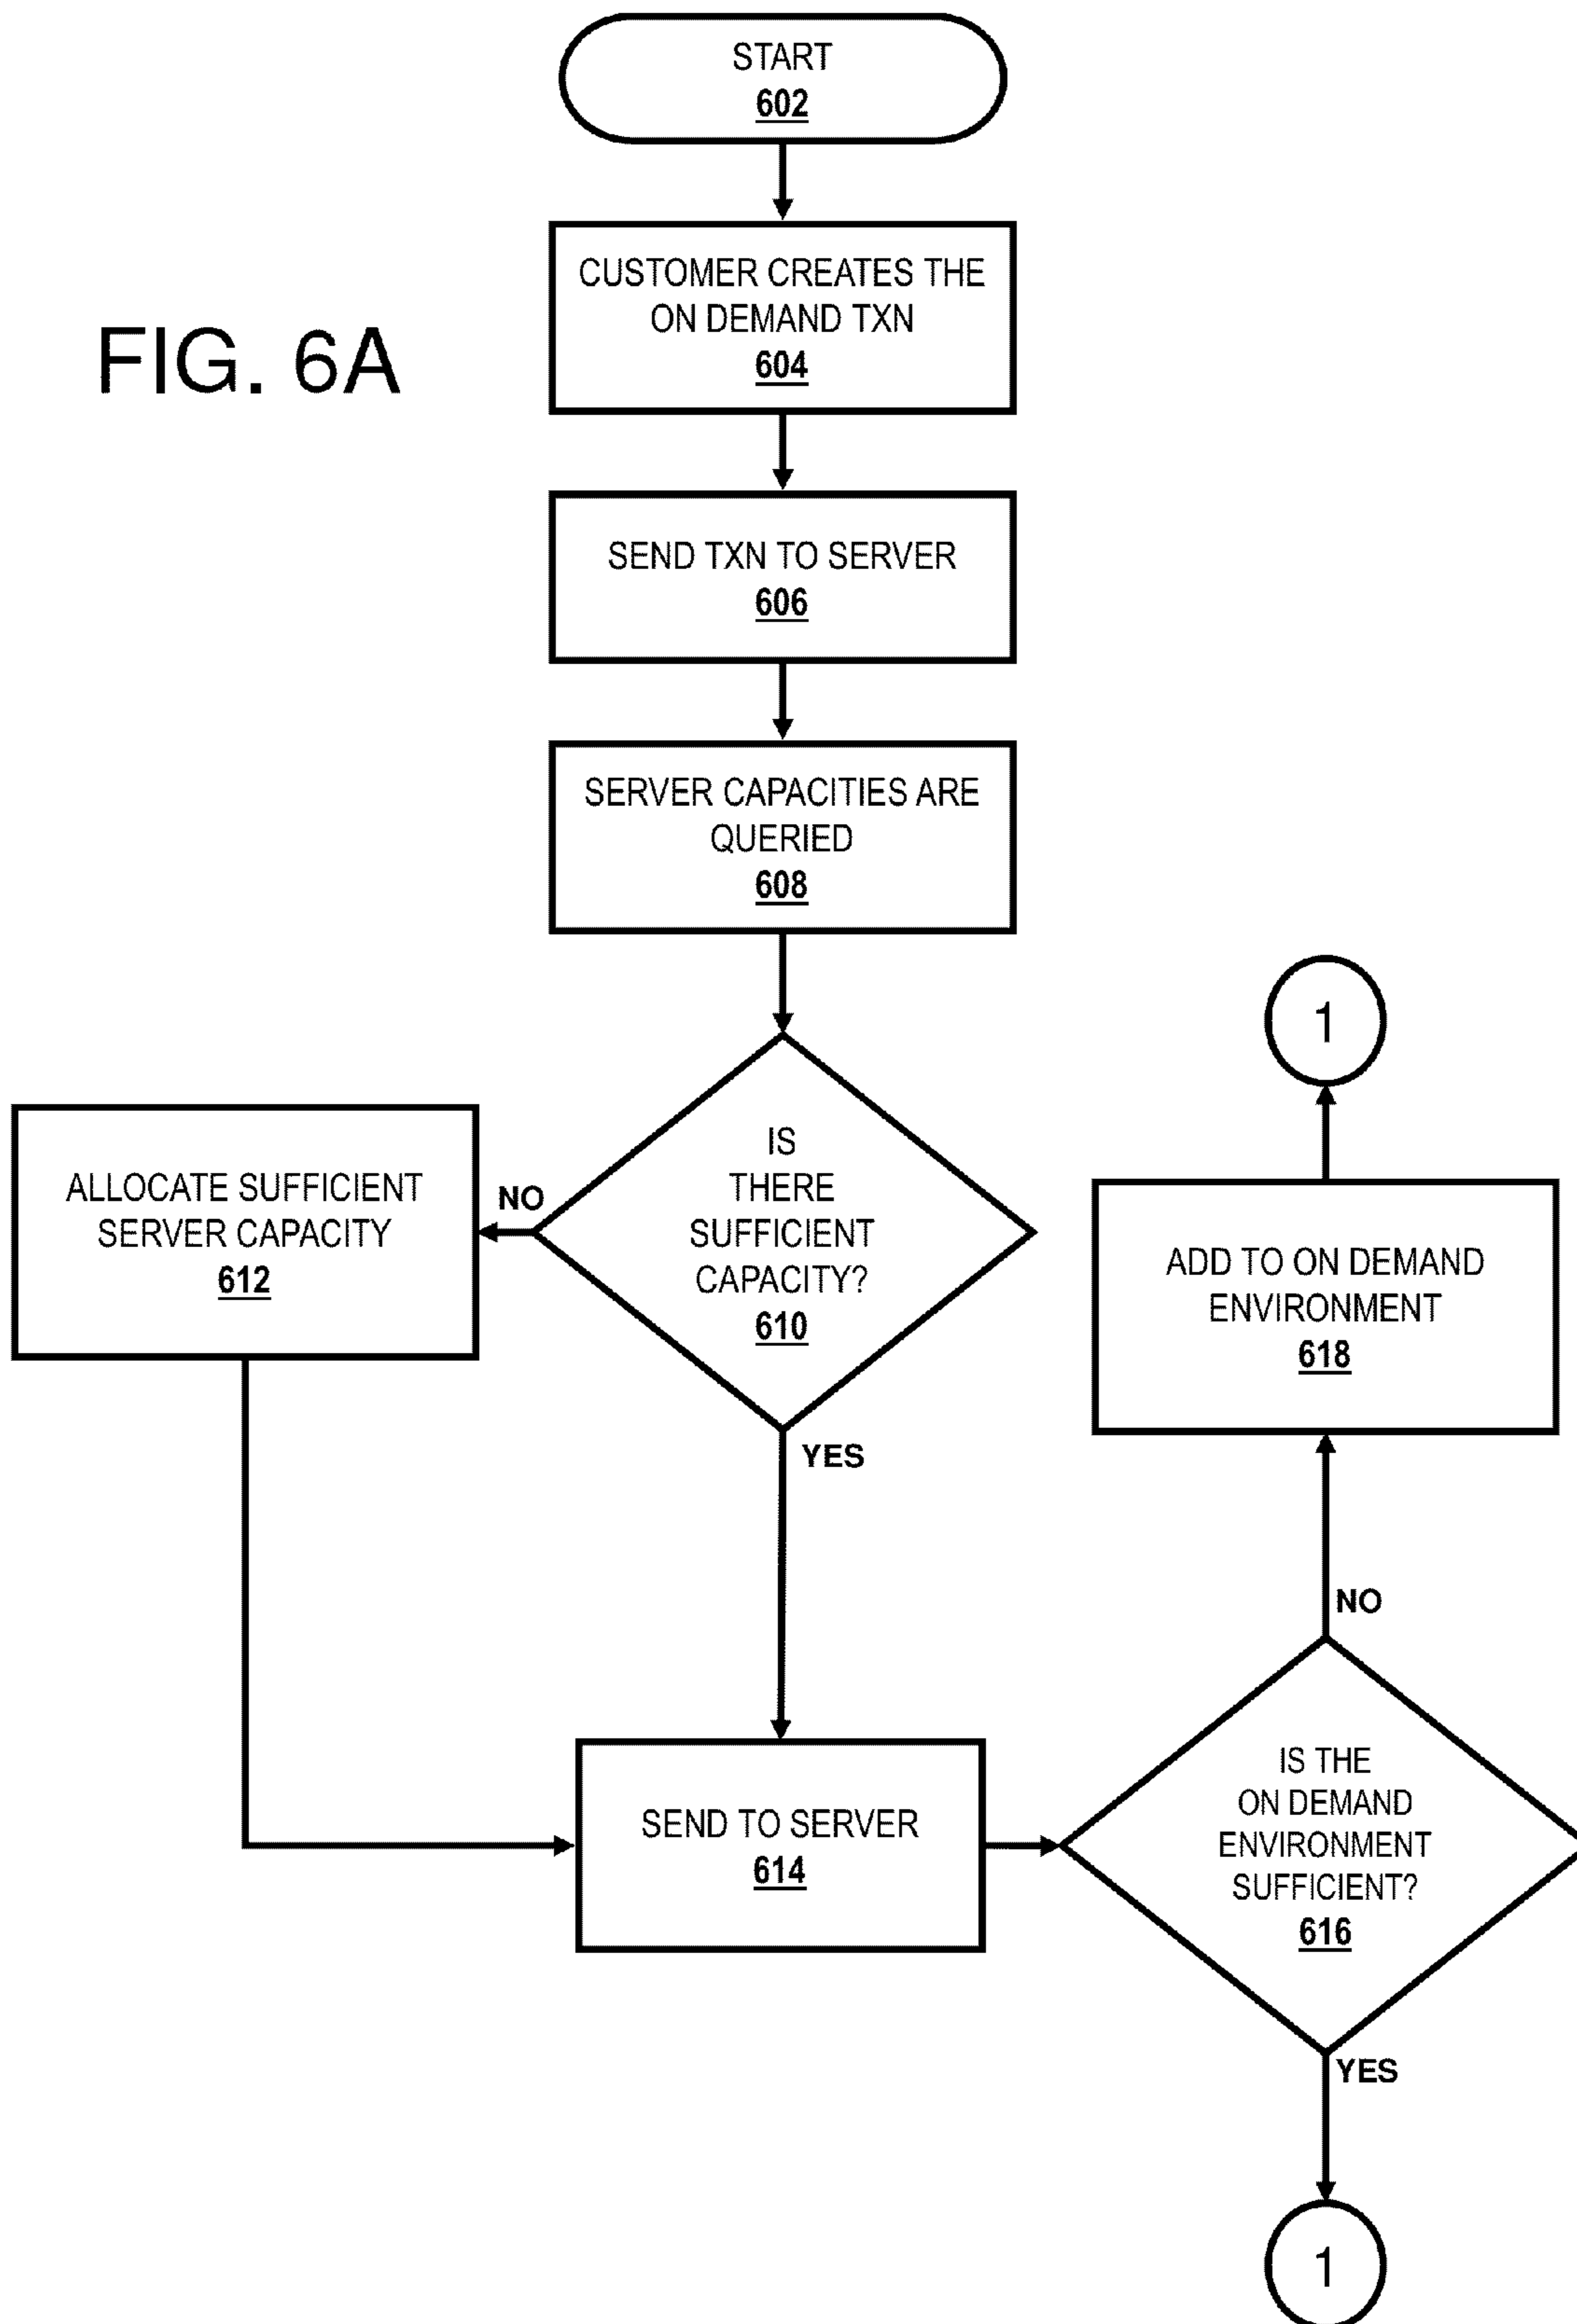 START
602
CUSTOMER CREATES THE
ON DEMAND TXN
604
FIG. 6A
SEND TXN TO SERVER
606
SERVER CAPACITIES ARE
QUERIED
608
1
IS
THERE
SUFFICIENT
CAPACITY?
610
NO
ALLOCATE SUFFICIENT
SERVER CAPACITY
612
YES
ADD TO ON DEMAND
ENVIRONMENT
618
NO
SEND TO SERVER
614
IS THE
ON DEMAND
ENVIRONMENT
SUFFICIENT?
616
YES
1